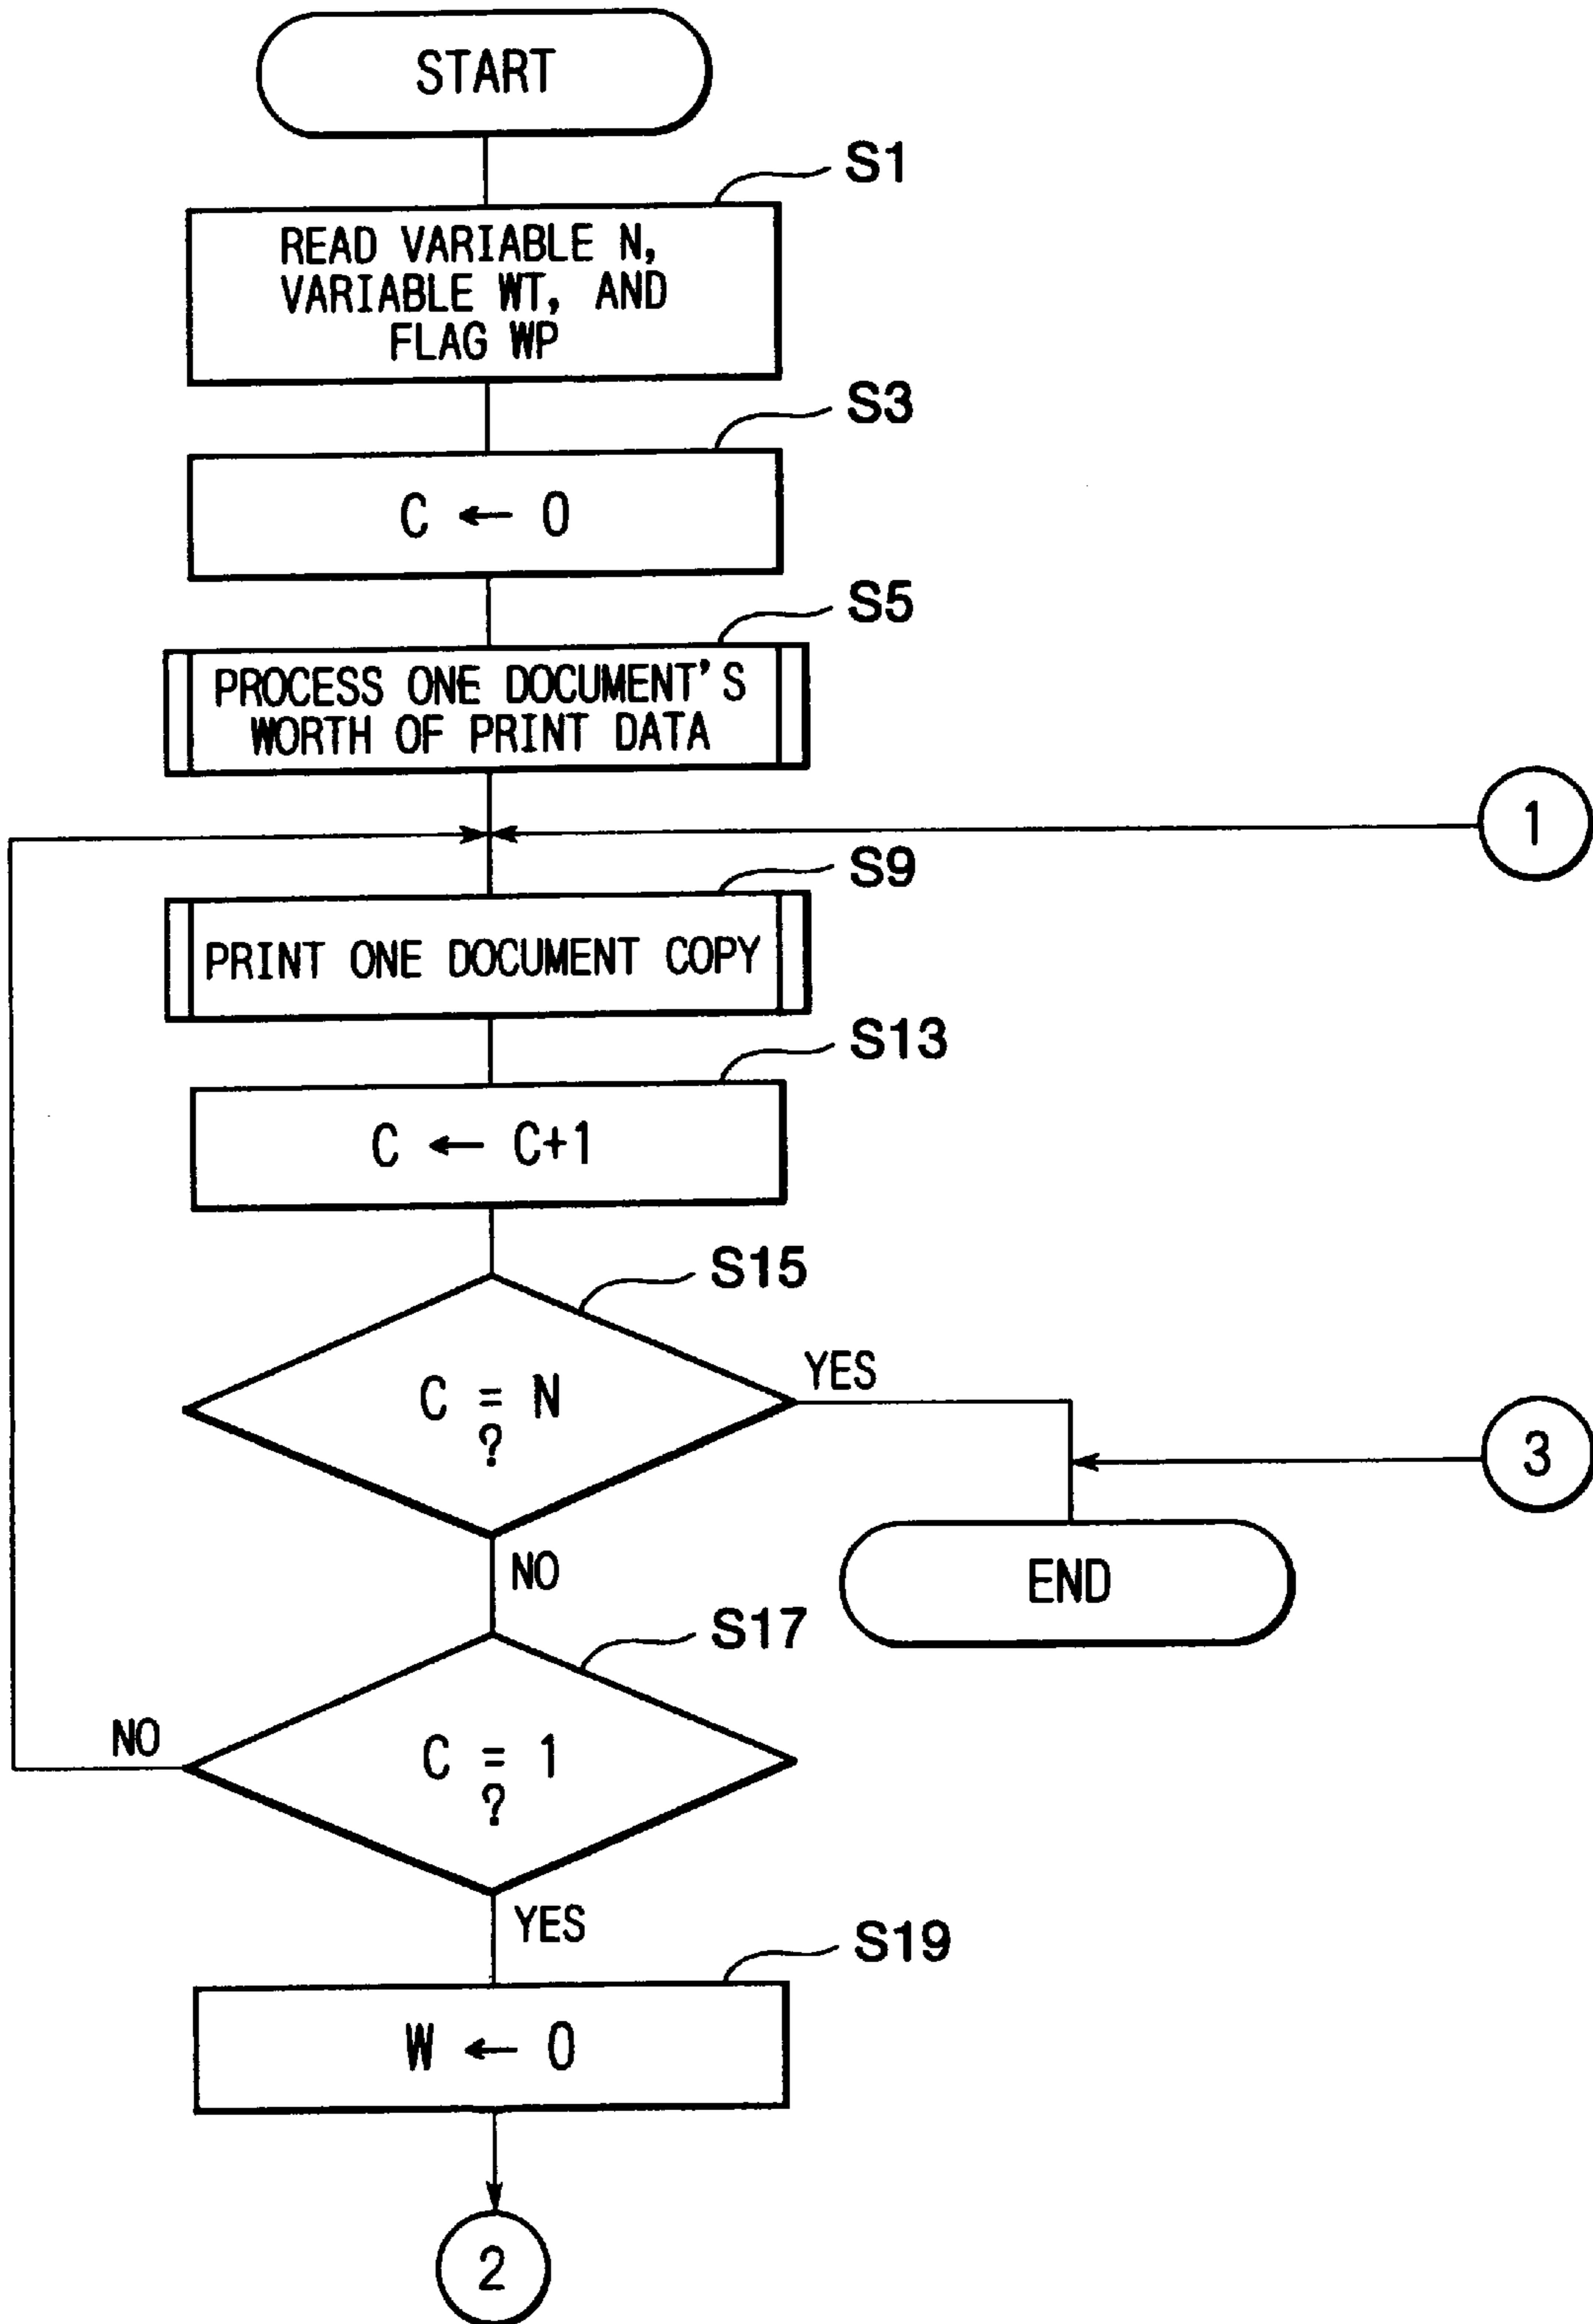 START
S1
READ VARIABLE N,
VARIABLE WT, AND
FLAG WP
S3
C ← 0
S5
PROCESS ONE DOCUMENT'S
WORTH OF PRINT DATA
1
S9
PRINT ONE DOCUMENT COPY
S13
C ← C+1
S15
C = N
?
YES
3
NO
END
S17
NO
C = 1
?
YES
S19
W ← 0
2